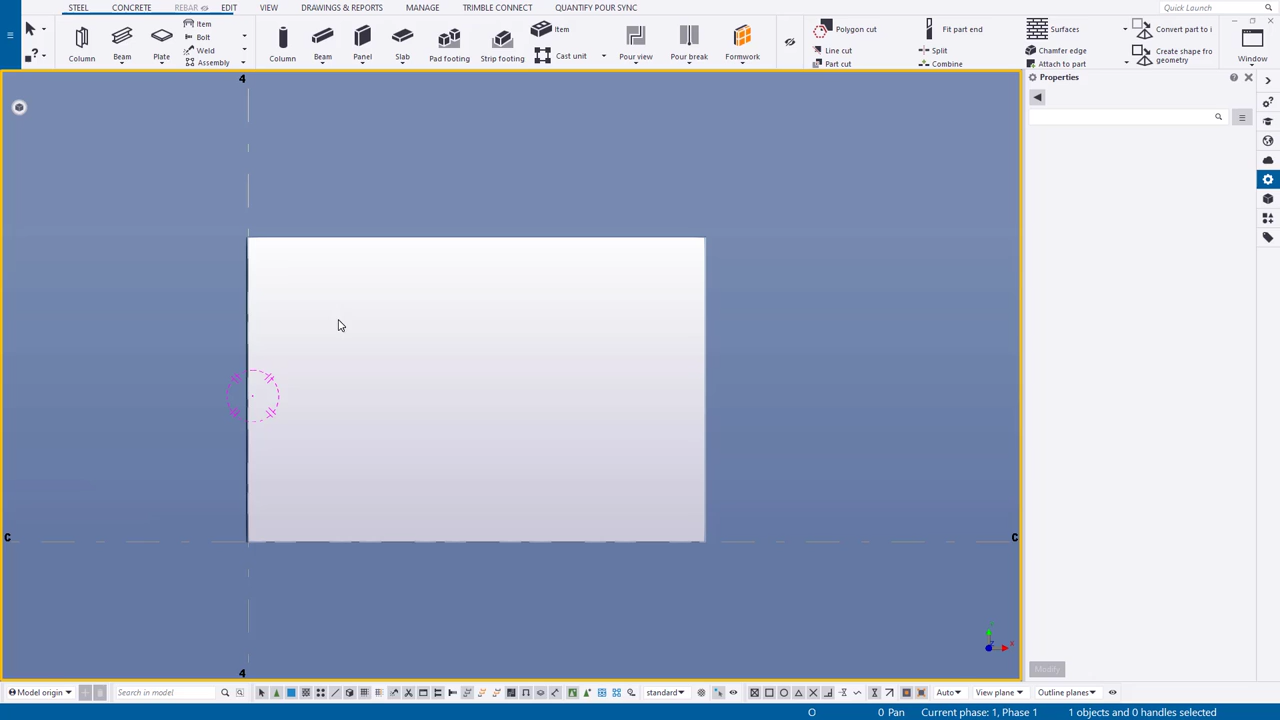 STEEL CONCRETE REBAR EDIT VIEW DRAWINGS & REPORTS MANAGE TRIMBLE CONNECT QUANTIFY POUR SYNC Quick Launch
Item
Bolt
Weld
Assembly
Column Beam Plate
Column Beam Panel Slab Pad footing Strip footing
Item
Cast unit
Pour view Pour break Formwork
Polygon cut
Line cut
Part cut
Fit part end
Split
Combine
Surfaces
Chamfer edge
Attach to part
Convert part to i
Create shape fro
geometry
Window
Properties
4
C C
4
Modify
Model origin Search in model standard Auto View plane Outline planes
O 0 Pan Current phase: 1, Phase 1 1 objects and 0 handles selected